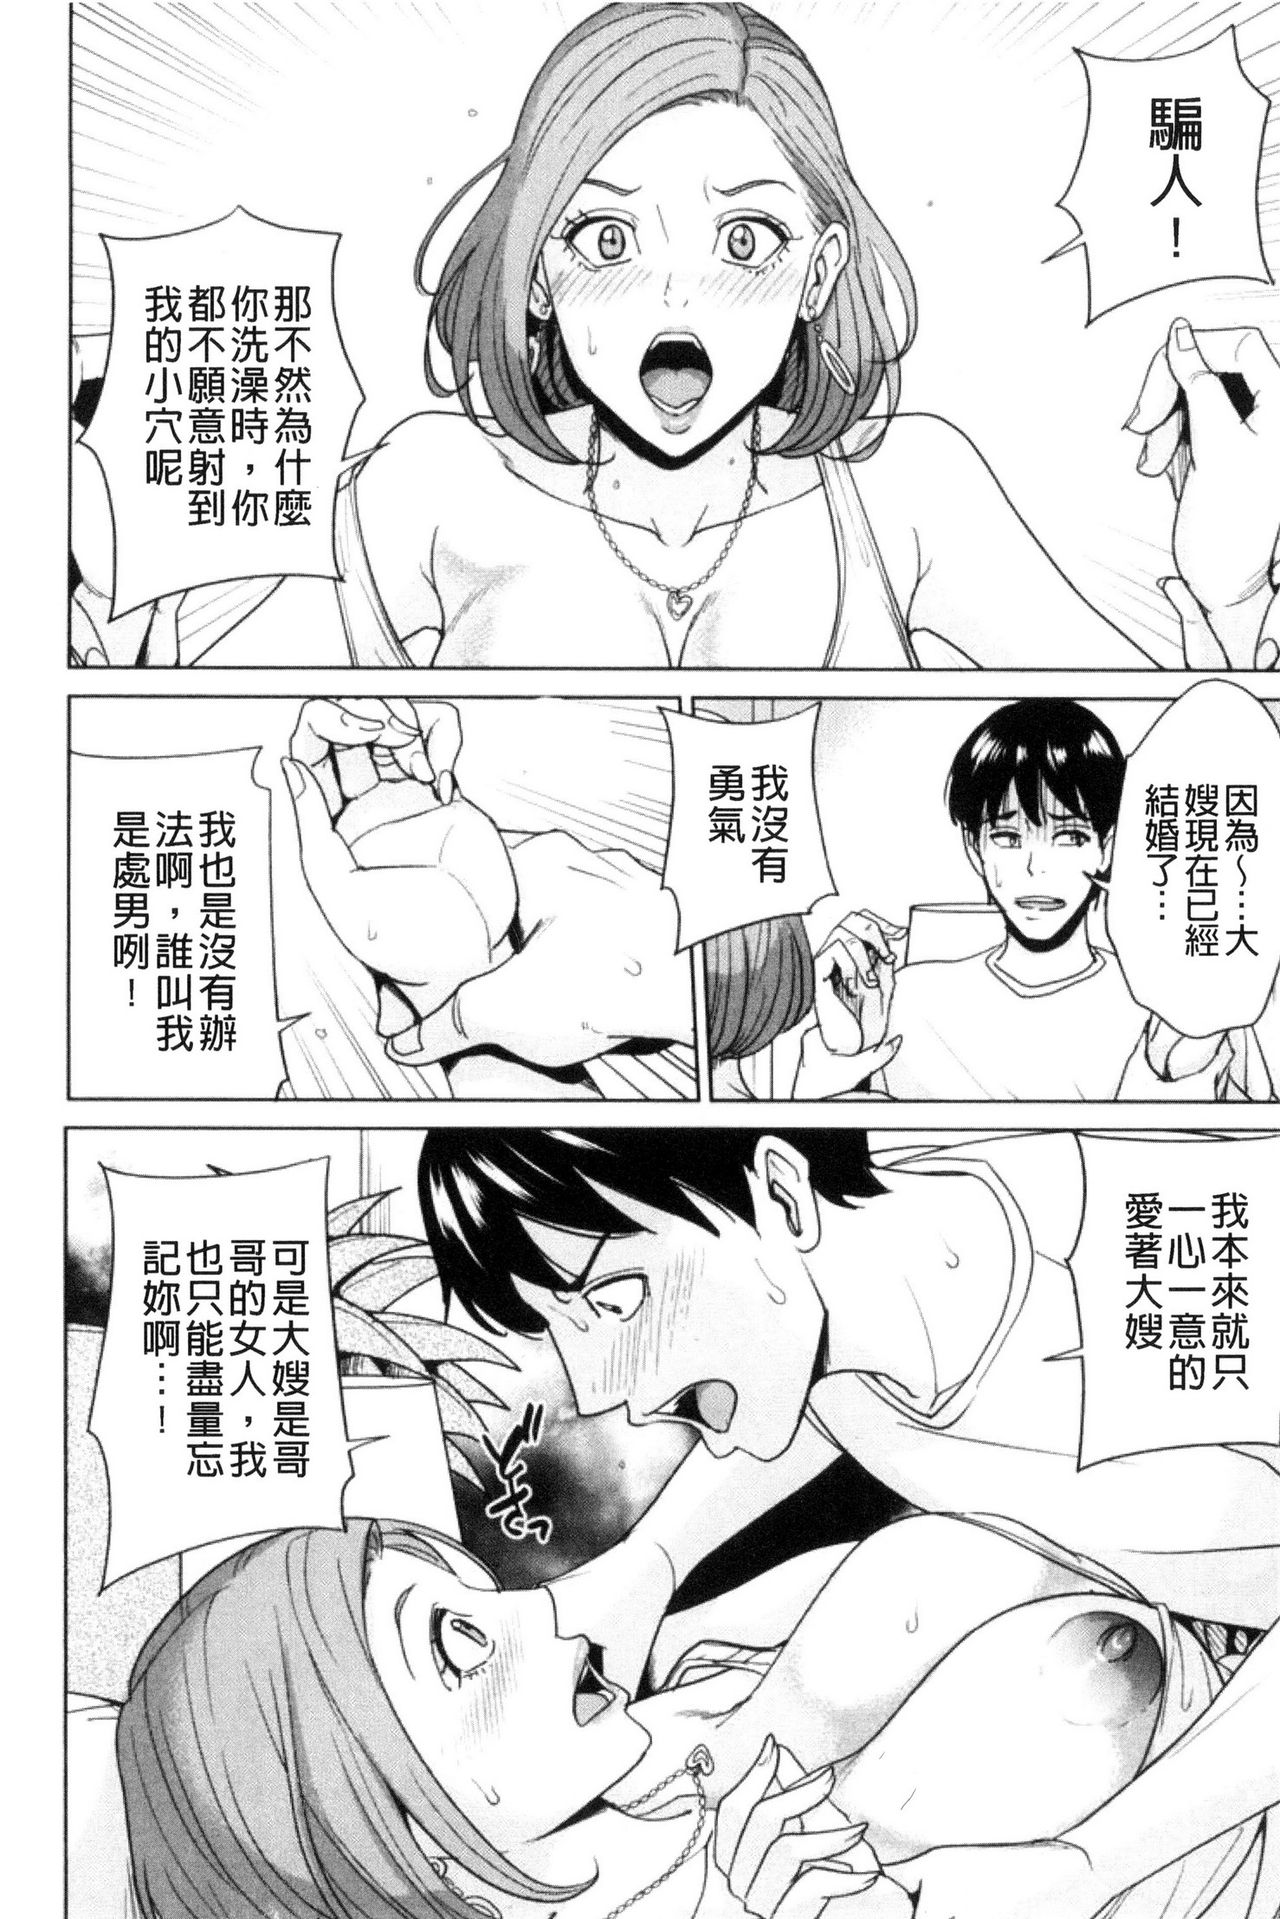 騙人！
那不然為什麼
你洗澡時，你
都不願意射到
我的小穴呢
因為～…大
嫂現在已經
結婚了…
我沒有
勇氣
我也是沒有辦
法啊，誰叫我
是處男咧！
我本來就只
一心一意的
愛著大嫂
可是大嫂是哥
哥的女人，我
也只能盡量忘
記妳啊…！